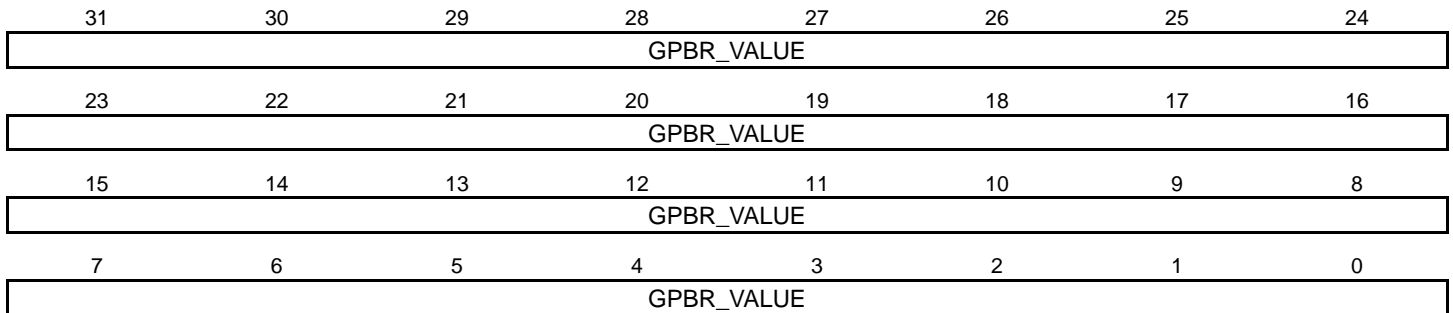 31 30 29 28 27 26 25 24
GPBR_VALUE
23 22 21 20 19 18 17 16
GPBR_VALUE
15 14 13 12 11 10 9 8
GPBR_VALUE
7 6 5 4 3 2 1 0
GPBR_VALUE